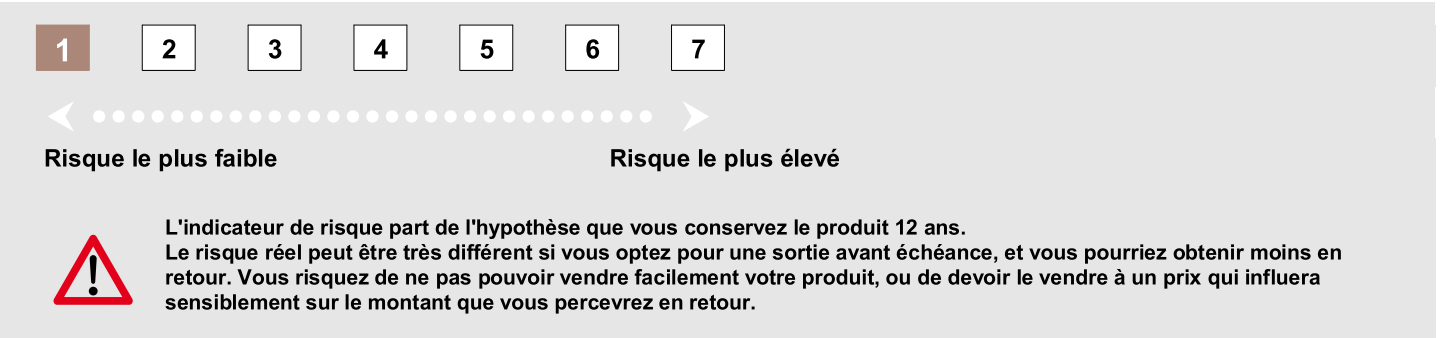 1 2 3 4 5 6 7
Risque le plus faible Risque le plus élevé
L'indicateur de risque part de l'hypothèse que vous conservez le produit 12 ans.
Le risque réel peut être très différent si vous optez pour une sortie avant échéance, et vous pourriez obtenir moins en
retour. Vous risquez de ne pas pouvoir vendre facilement votre produit, ou de devoir le vendre à un prix qui influera
sensiblement sur le montant que vous percevrez en retour.